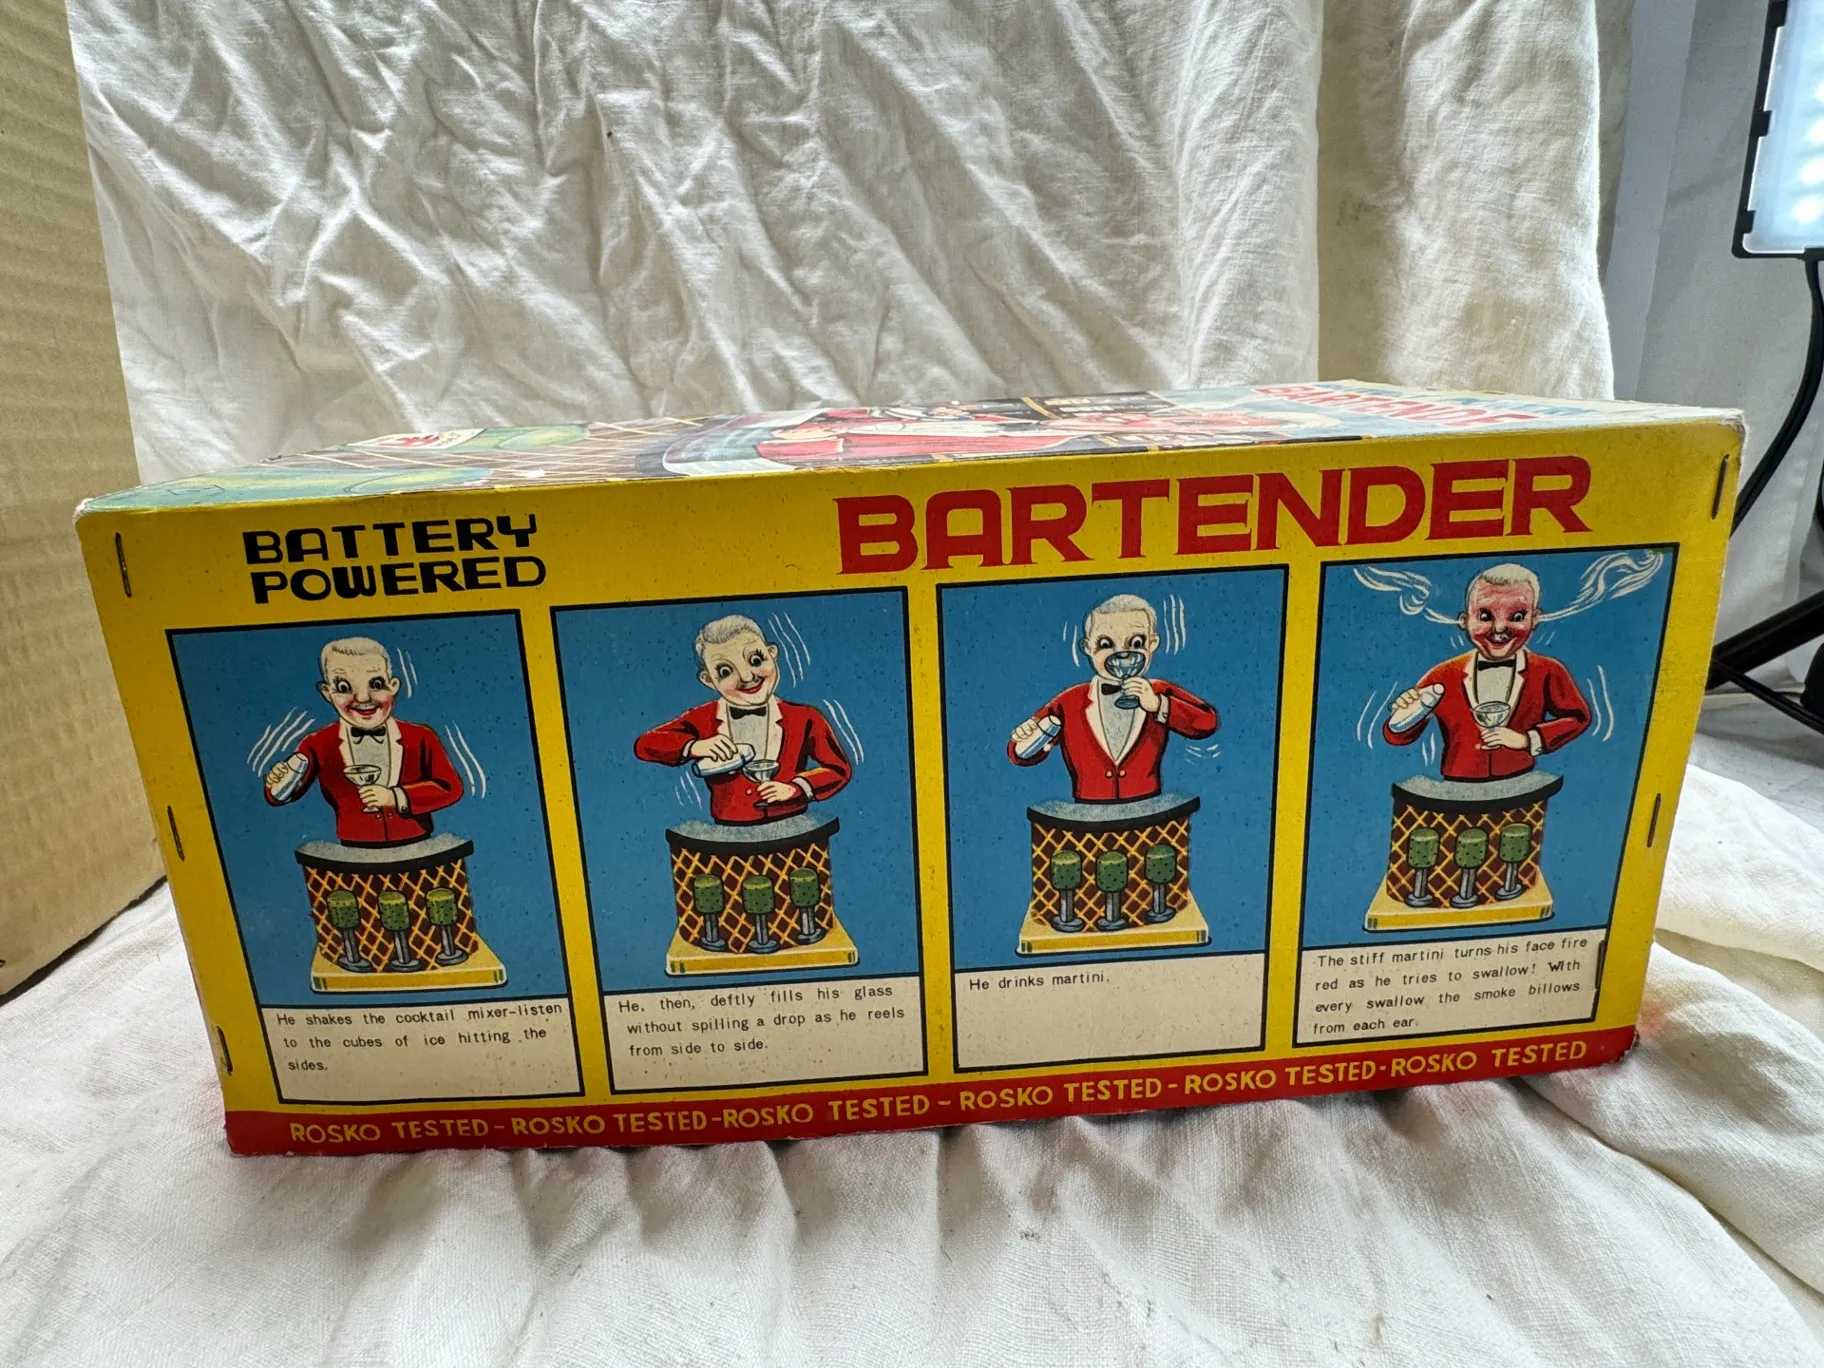 BARTENDER
BATTERY
POWERED
BARTENDER
He shakes the cocktail mixer-listen
to the cubes of ice hitting the
sides.
He, then, deftly fills his glass
without spilling a drop as he reels
from side to side.
He drinks martini.
The stiff martini turns his face fire
red as he tries to swallow! With
every swallow the smoke billows
from each ear.
ROSKO TESTED-ROSKO TESTED-ROSKO TESTED-ROSKO TESTED-ROSKO TESTED-ROSKO TESTED